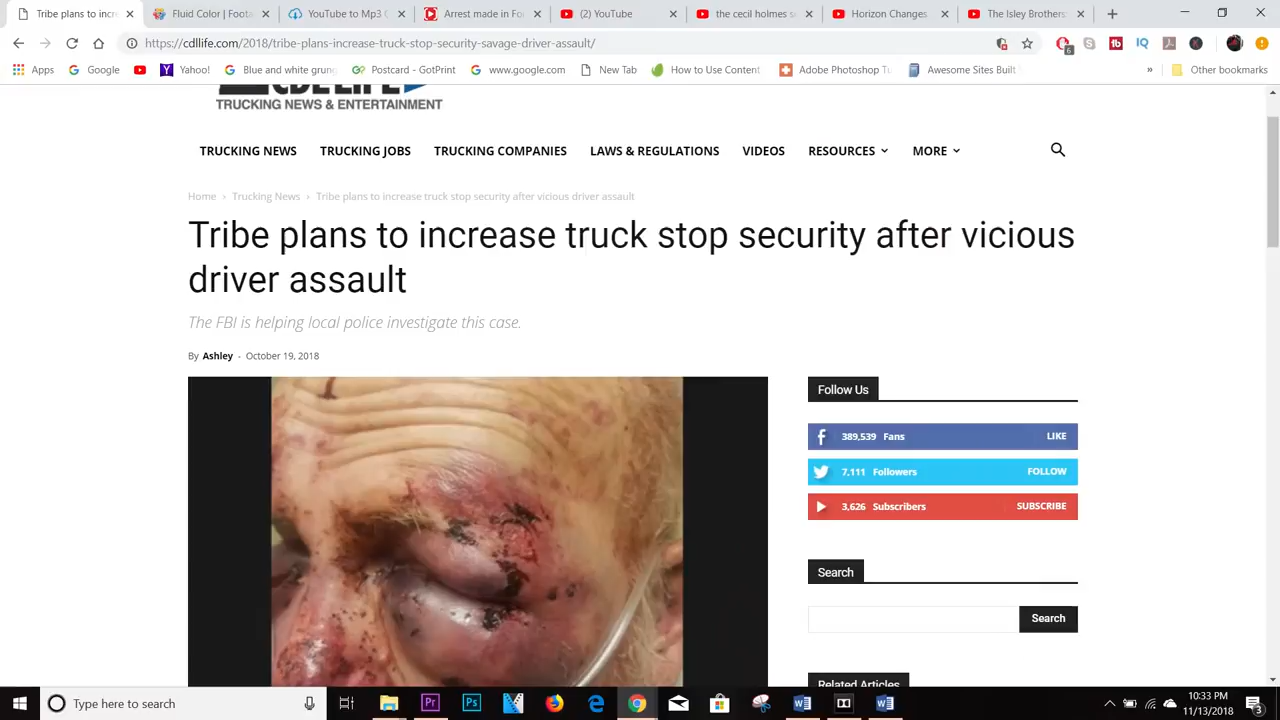 Tribe plans to incre
Fluid Color |
YouTube to Mp3 C
Arrest made in Fo
(2) YouTube
the cecil holmes s
Horizon Changes
The Isley Brothers
https://cdllife.com/2018/tribe-plans-increase-truck-stop-security-savage-driver-assault/
6
Apps
Google
Yahoo!
Blue and white grung
Postcard - GotPrint
www.google.com
New Tab
How to Use Content
Adobe Photoshop Tu
Awesome Sites Built
»
Other bookmarks
CDL LIFE
TRUCKING NEWS & ENTERTAINMENT
TRUCKING NEWS
TRUCKING JOBS
TRUCKING COMPANIES
LAWS & REGULATIONS
VIDEOS
RESOURCES
MORE
Home › Trucking News › Tribe plans to increase truck stop security after vicious driver assault
Tribe plans to increase truck stop security after vicious
driver assault
The FBI is helping local police investigate this case.
By Ashley - October 19, 2018
Follow Us
389,539 Fans LIKE
7,111 Followers FOLLOW
3,626 Subscribers SUBSCRIBE
Search
Search
Related Articles
Type here to search
10:33 PM
11/13/2018
3